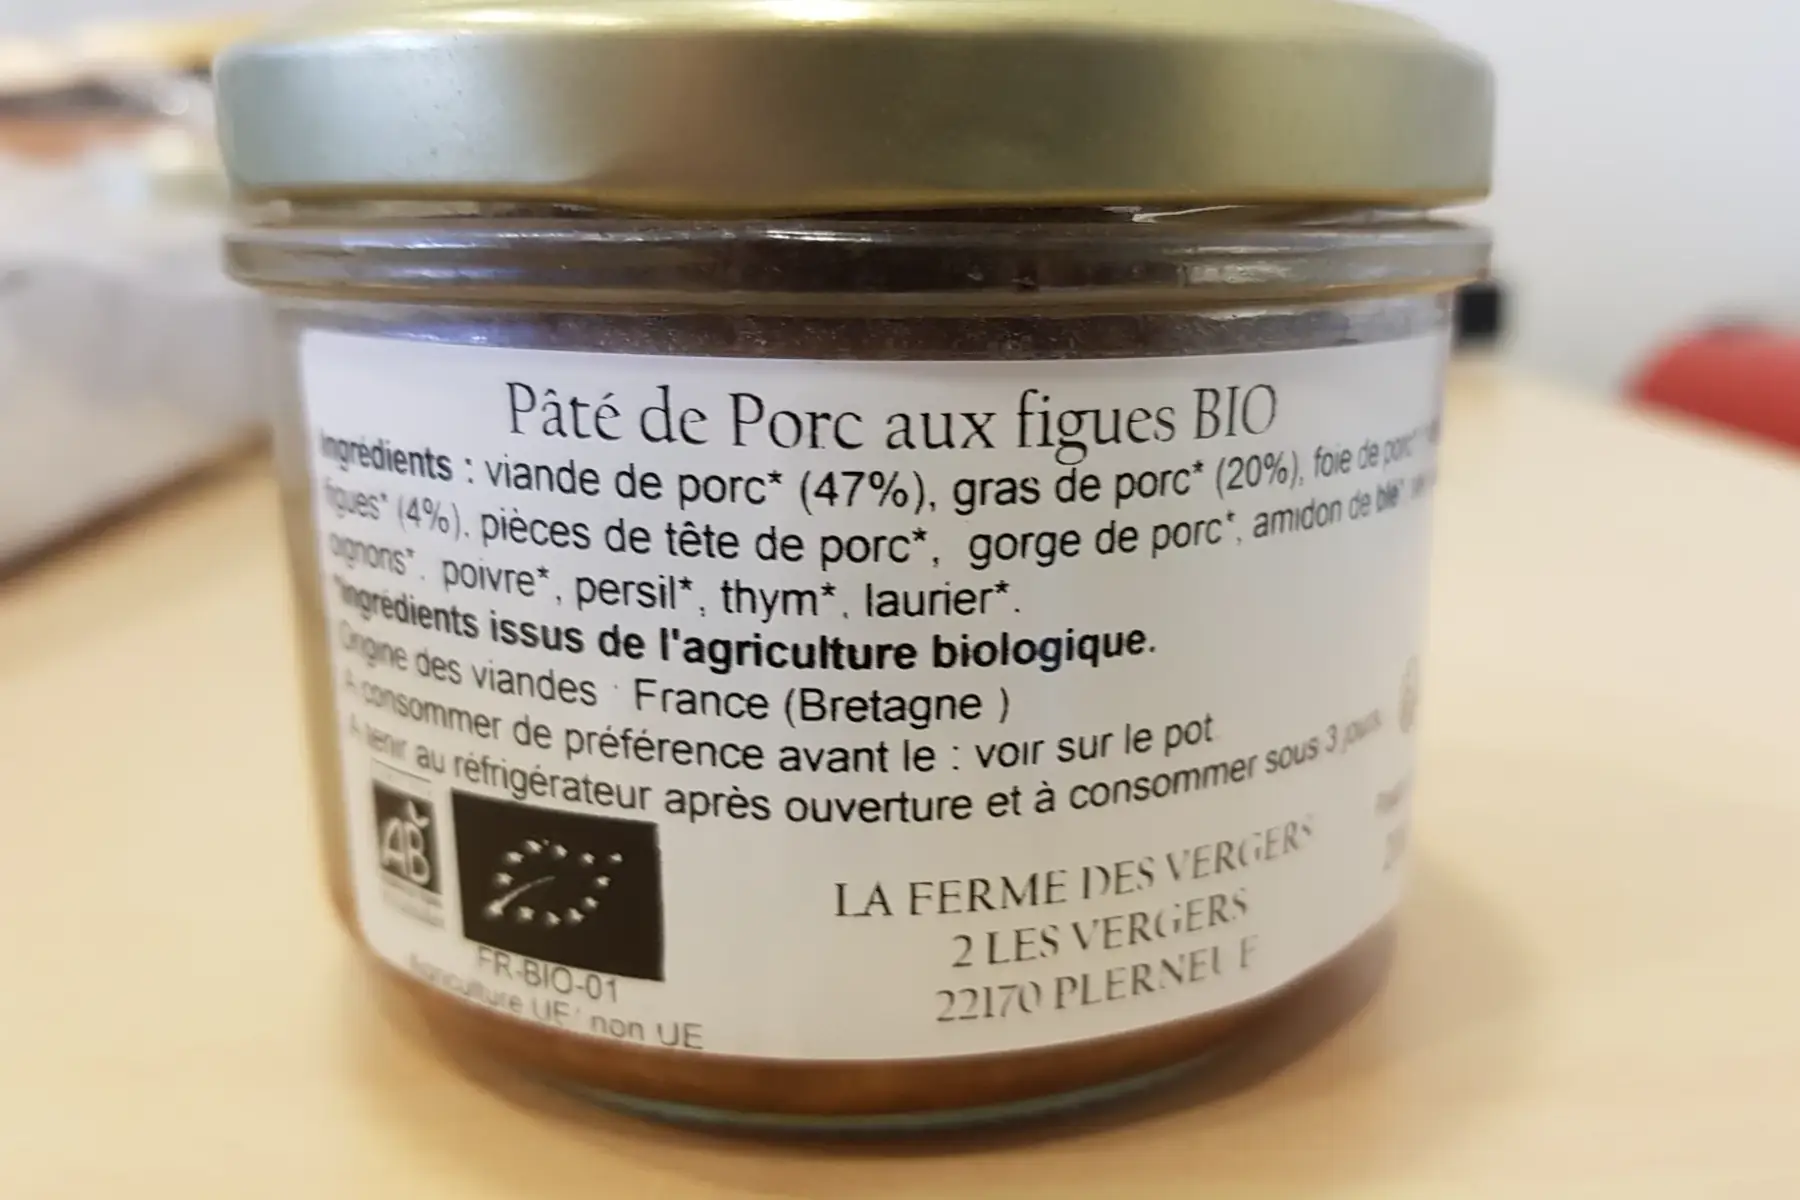 Pâté de Porc aux figues BIO
Ingrédients : viande de porc* (47%), gras de porc* (20%), foie de porc*
figues* (4%), pièces de tête de porc*, gorge de porc*, amidon de blé*,
oignons*, poivre*, persil*, thym*, laurier*.
*Ingrédients issus de l'agriculture biologique.
Origine des viandes : France (Bretagne )
A consommer de préférence avant le : voir sur le pot
A tenir au réfrigérateur après ouverture et à consommer sous 3 jours.
AB
FR-BIO-01
Agriculture UE/ non UE
LA FERME DES VERGERS
2 LES VERGERS
22170 PLERNEUF